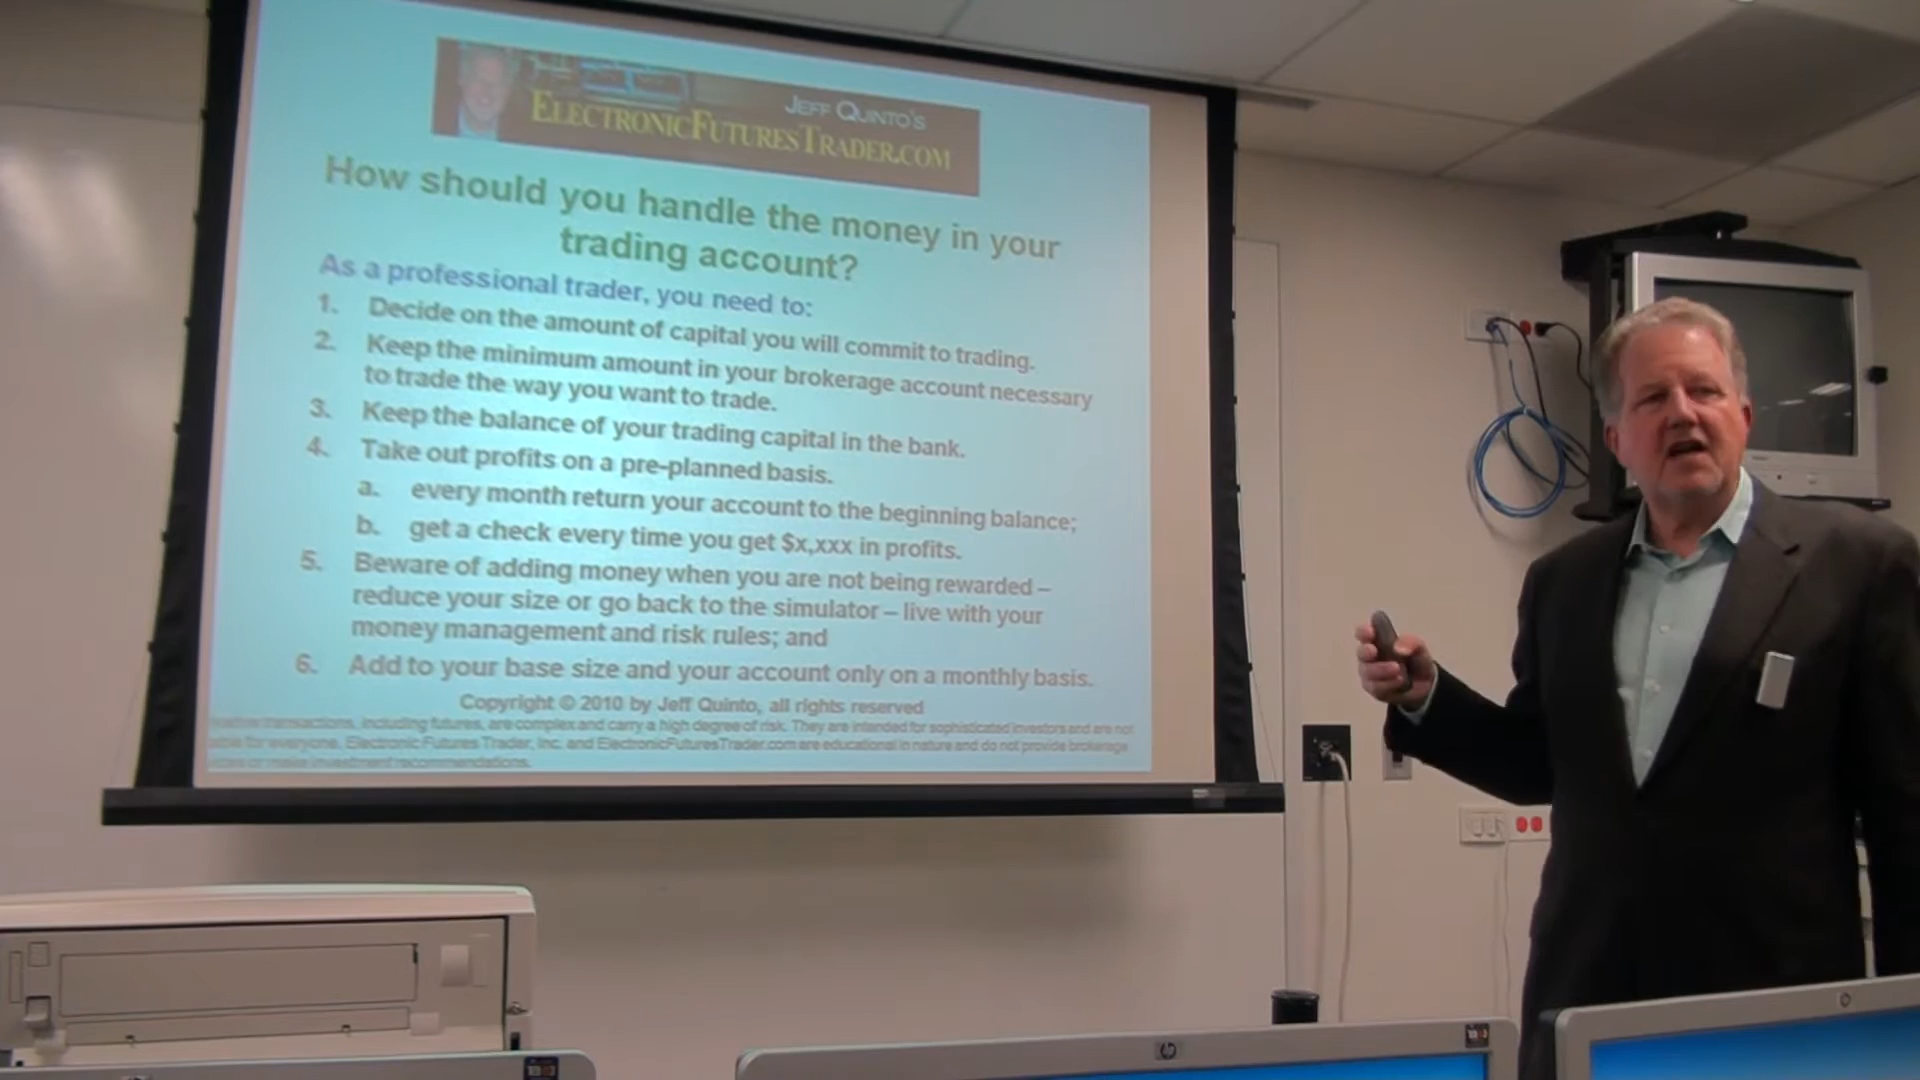 JEFF QUINTO'S
ELECTRONICFUTURESTRADER.COM
How should you handle the money in your
trading account?
As a professional trader, you need to:
1. Decide on the amount of capital you will commit to trading.
2. Keep the minimum amount in your brokerage account necessary
to trade the way you want to trade.
3. Keep the balance of your trading capital in the bank.
4. Take out profits on a pre-planned basis.
a. every month return your account to the beginning balance;
b. get a check every time you get $x,xxx in profits.
5. Beware of adding money when you are not being rewarded –
reduce your size or go back to the simulator – live with your
money management and risk rules; and
6. Add to your base size and your account only on a monthly basis.
Copyright © 2010 by Jeff Quinto, all rights reserved
transactions, including futures, are complex and carry a high degree of risk. They are intended for sophisticated investors and are not
for everyone. Electronic Futures Trader, Inc. and ElectronicFuturesTrader.com are educational in nature and do not provide brokerage
or make investment recommendations.
hp